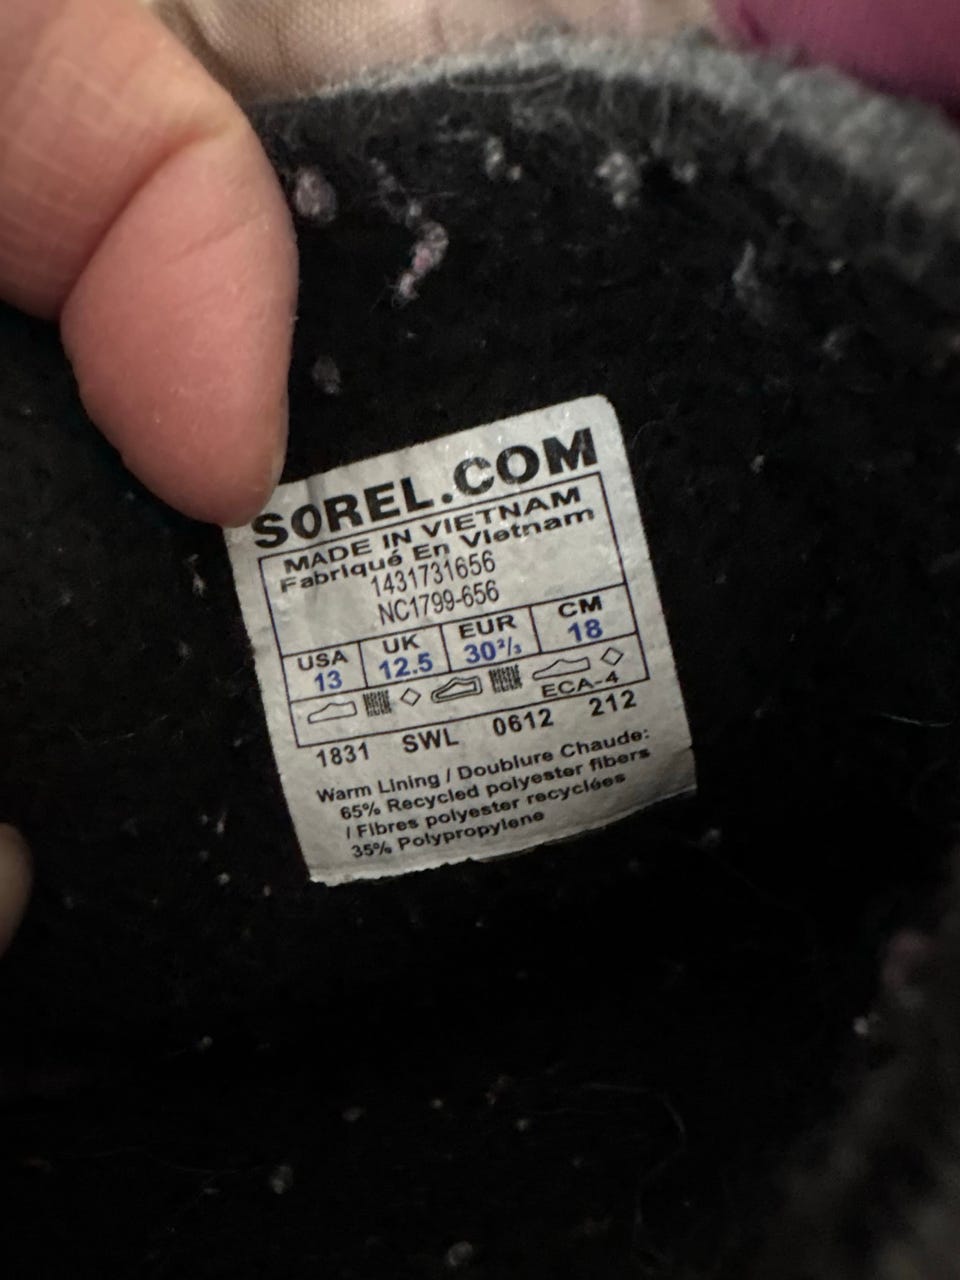 SOREL.COM
MADE IN VIETNAM
Fabriqué En Vietnam
1431731656
NC1799-656
USA UK EUR CM
13 12.5 30²/₃ 18
ECA-4
1831 SWL 0612 212
Warm Lining / Doublure Chaude:
65% Recycled polyester fibers
/ Fibres polyester recyclées
35% Polypropylene